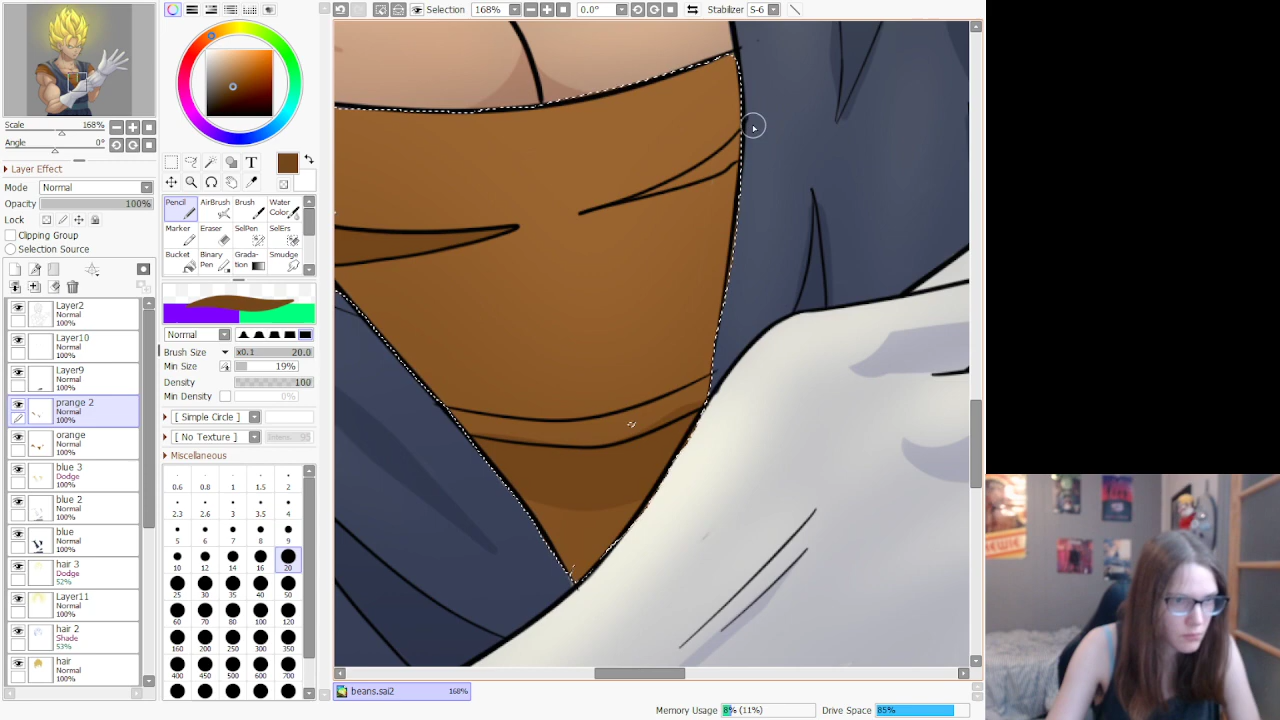 Selection
168%
0.0°
Stabilizer
S-6
Scale
168%
Angle
0°
Layer Effect
Mode
Normal
Opacity
100%
Lock
Clipping Group
Selection Source
Layer2
Normal
100%
Layer10
Normal
100%
Layer9
Normal
100%
prange 2
Normal
100%
orange
Normal
100%
blue 3
Dodge
100%
blue 2
Normal
100%
blue
Normal
100%
hair 3
Dodge
52%
Layer11
Normal
100%
hair 2
Shade
53%
hair
Normal
100%
T
Pencil
AirBrush
Brush
Water
Color
Marker
Eraser
SelPen
SelErs
Bucket
Binary
Pen
Grada-
tion
Smudge
Normal
Brush Size
x0.1
20.0
Min Size
19%
Density
100
Min Density
0%
[ Simple Circle ]
[ No Texture ]
95
Miscellaneous
0.6 0.8 1 1.5 2
2.3 2.6 3 3.5 4
5 6 7 8 9
10 12 14 16 20
25 30 35 40 50
60 70 80 100 120
160 200 250 300 350
400 450 500 600 700
beans.sai2
168%
Memory Usage
8% (11%)
Drive Space
85%